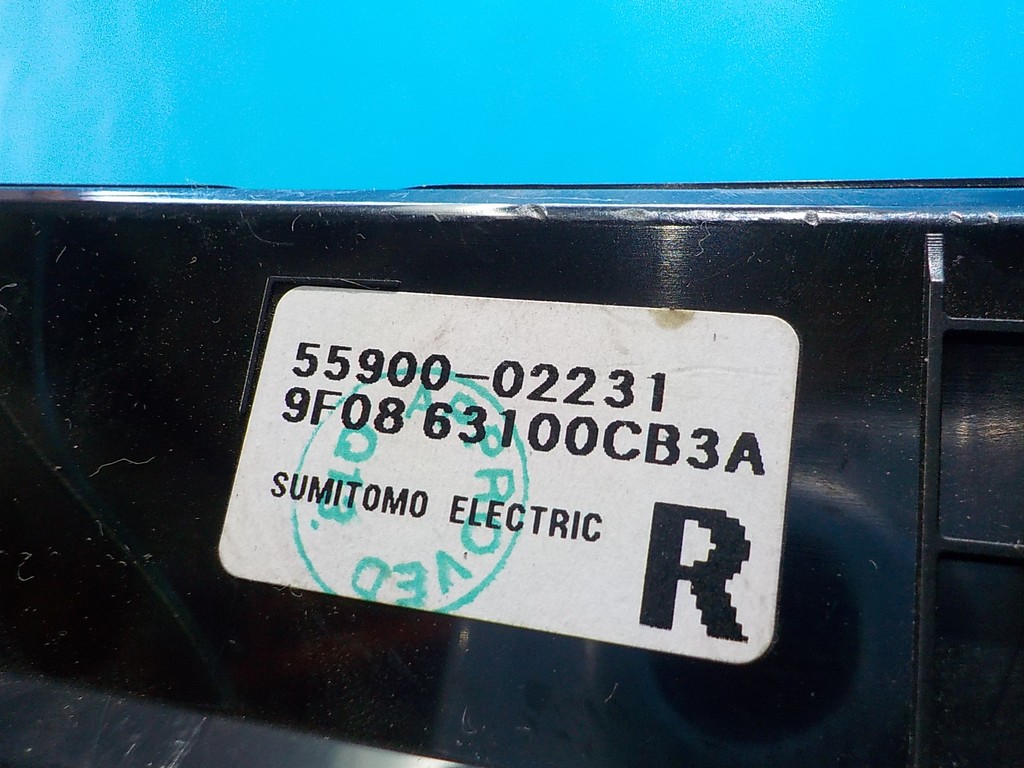 55900-02231
9F08 63100CB3A
SUMITOMO ELECTRIC
R
APPROVED